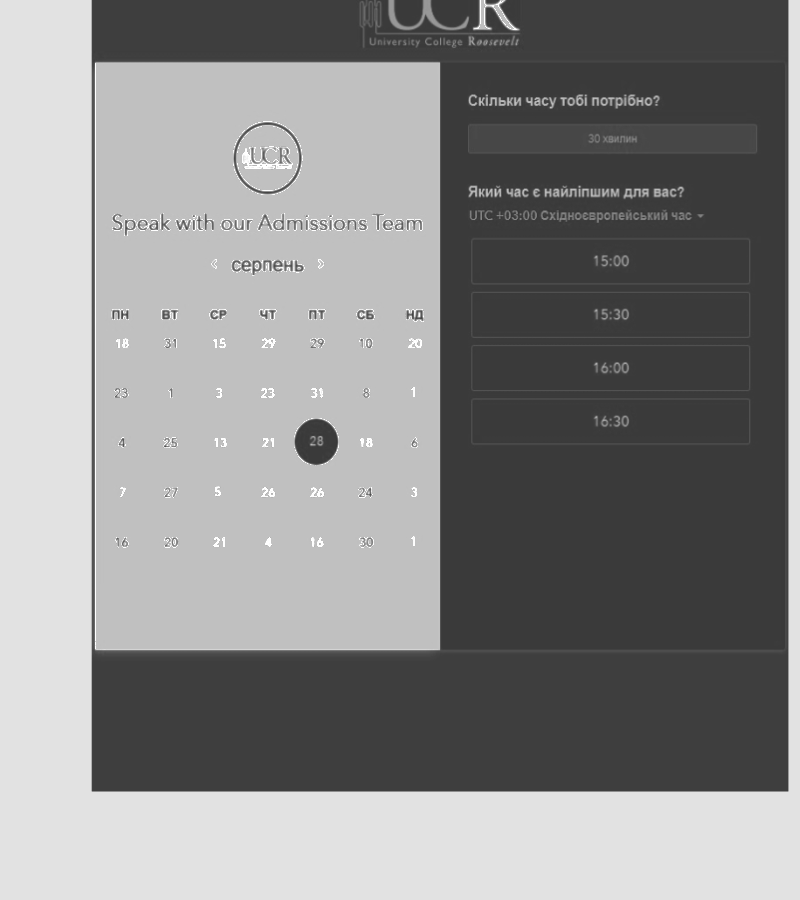 UCR
University College Roosevelt
UCR
Speak with our Admissions Team
‹ серпень ›
ПН ВТ СР ЧТ ПТ СБ НД
18 31 15 29 29 10 20
23 1 3 23 31 8 1
4 25 13 21 28 18 6
7 27 5 26 26 24 3
16 20 21 4 16 30 1
Скільки часу тобі потрібно?
30 хвилин
Який час є найліпшим для вас?
UTC +03:00 Східноєвропейський час
15:00
15:30
16:00
16:30